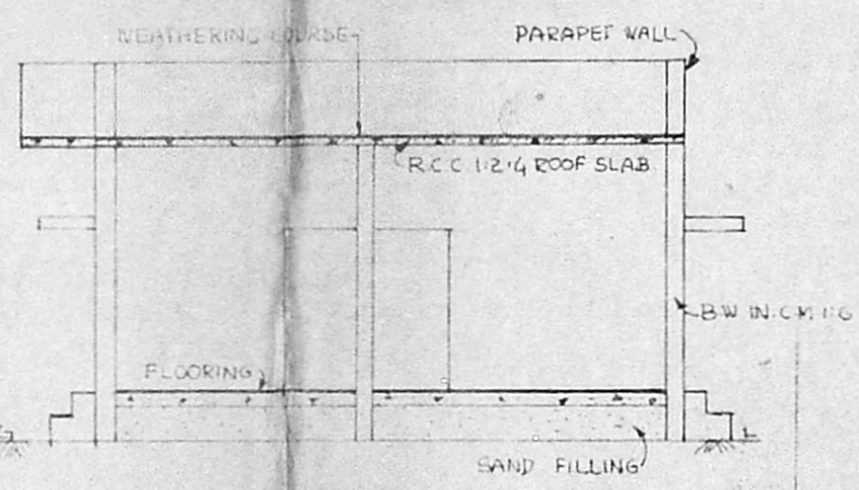 WEATHERING COURSE
PARAPET WALL
R.C.C 1:2:4 ROOF SLAB
B.W IN.C.M 1:6
FLOORING
SAND FILLING